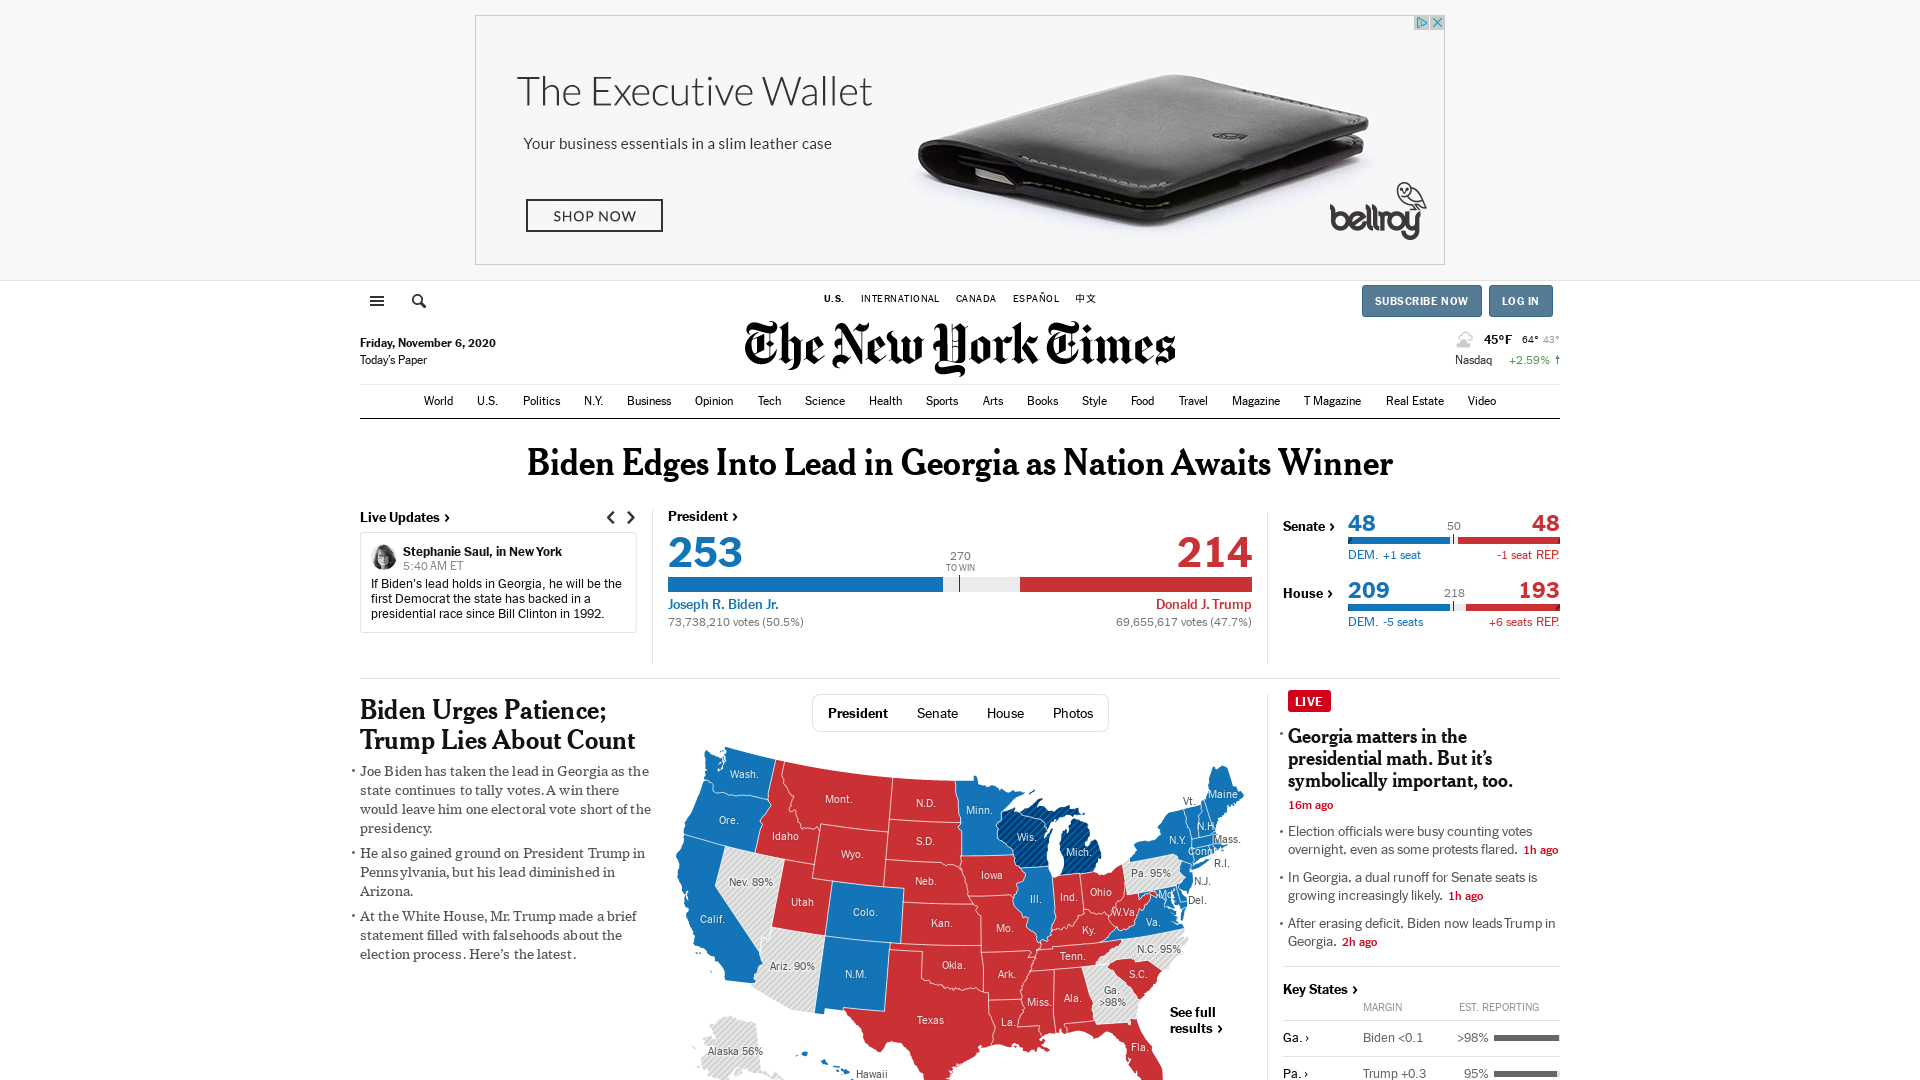 The Executive Wallet
Your business essentials in a slim leather case
SHOP NOW
bellroy
U.S. INTERNATIONAL CANADA ESPAÑOL 中文
SUBSCRIBE NOW LOG IN
Friday, November 6, 2020
Today's Paper
The New York Times
45°F 64° 43°
Nasdaq +2.59% ↑
World U.S. Politics N.Y. Business Opinion Tech Science Health Sports Arts Books Style Food Travel Magazine T Magazine Real Estate Video
Biden Edges Into Lead in Georgia as Nation Awaits Winner
Live Updates ›
Stephanie Saul, in New York
5:40 AM ET
If Biden's lead holds in Georgia, he will be the
first Democrat the state has backed in a
presidential race since Bill Clinton in 1992.
President ›
253 214
270
TO WIN
Joseph R. Biden Jr. Donald J. Trump
73,738,210 votes (50.5%) 69,655,617 votes (47.7%)
Senate › 48 50 48
DEM. +1 seat -1 seat REP.
House › 209 218 193
DEM. -5 seats +6 seats REP.
Biden Urges Patience;
Trump Lies About Count
• Joe Biden has taken the lead in Georgia as the
state continues to tally votes. A win there
would leave him one electoral vote short of the
presidency.
• He also gained ground on President Trump in
Pennsylvania, but his lead diminished in
Arizona.
• At the White House, Mr. Trump made a brief
statement filled with falsehoods about the
election process. Here's the latest.
President Senate House Photos
Wash.
Mont.
N.D.
Minn.
Vt.
Maine
Ore.
Idaho
S.D.
Wis.
Mich.
N.Y.
N.H.
Mass.
Conn.
R.I.
Wyo.
Iowa
Pa. 95%
N.J.
Nev. 89%
Utah
Neb.
Ill.
Ind.
Ohio
Md.
Del.
Calif.
Colo.
Kan.
Mo.
Ky.
W.Va.
Va.
Ariz. 90%
N.M.
Okla.
Ark.
Tenn.
N.C. 95%
S.C.
Texas
La.
Miss.
Ala.
Ga.
>98%
Fla.
Alaska 56%
Hawaii
See full
results ›
LIVE
• Georgia matters in the
presidential math. But it's
symbolically important, too.
16m ago
• Election officials were busy counting votes
overnight, even as some protests flared. 1h ago
• In Georgia, a dual runoff for Senate seats is
growing increasingly likely. 1h ago
• After erasing deficit, Biden now leads Trump in
Georgia. 2h ago
Key States ›
MARGIN EST. REPORTING
Ga. › Biden <0.1 >98%
Pa. › Trump +0.3 95%